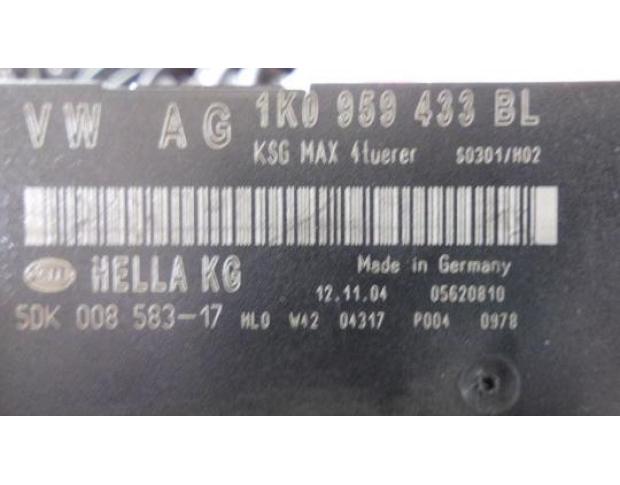 VW AG 1K0 959 433 BL
KSG MAX 4tuerer S0301/H02
HELLA KG Made in Germany
12.11.04 05620810
5DK 008 583-17 HL0 W42 04317 P004 0978